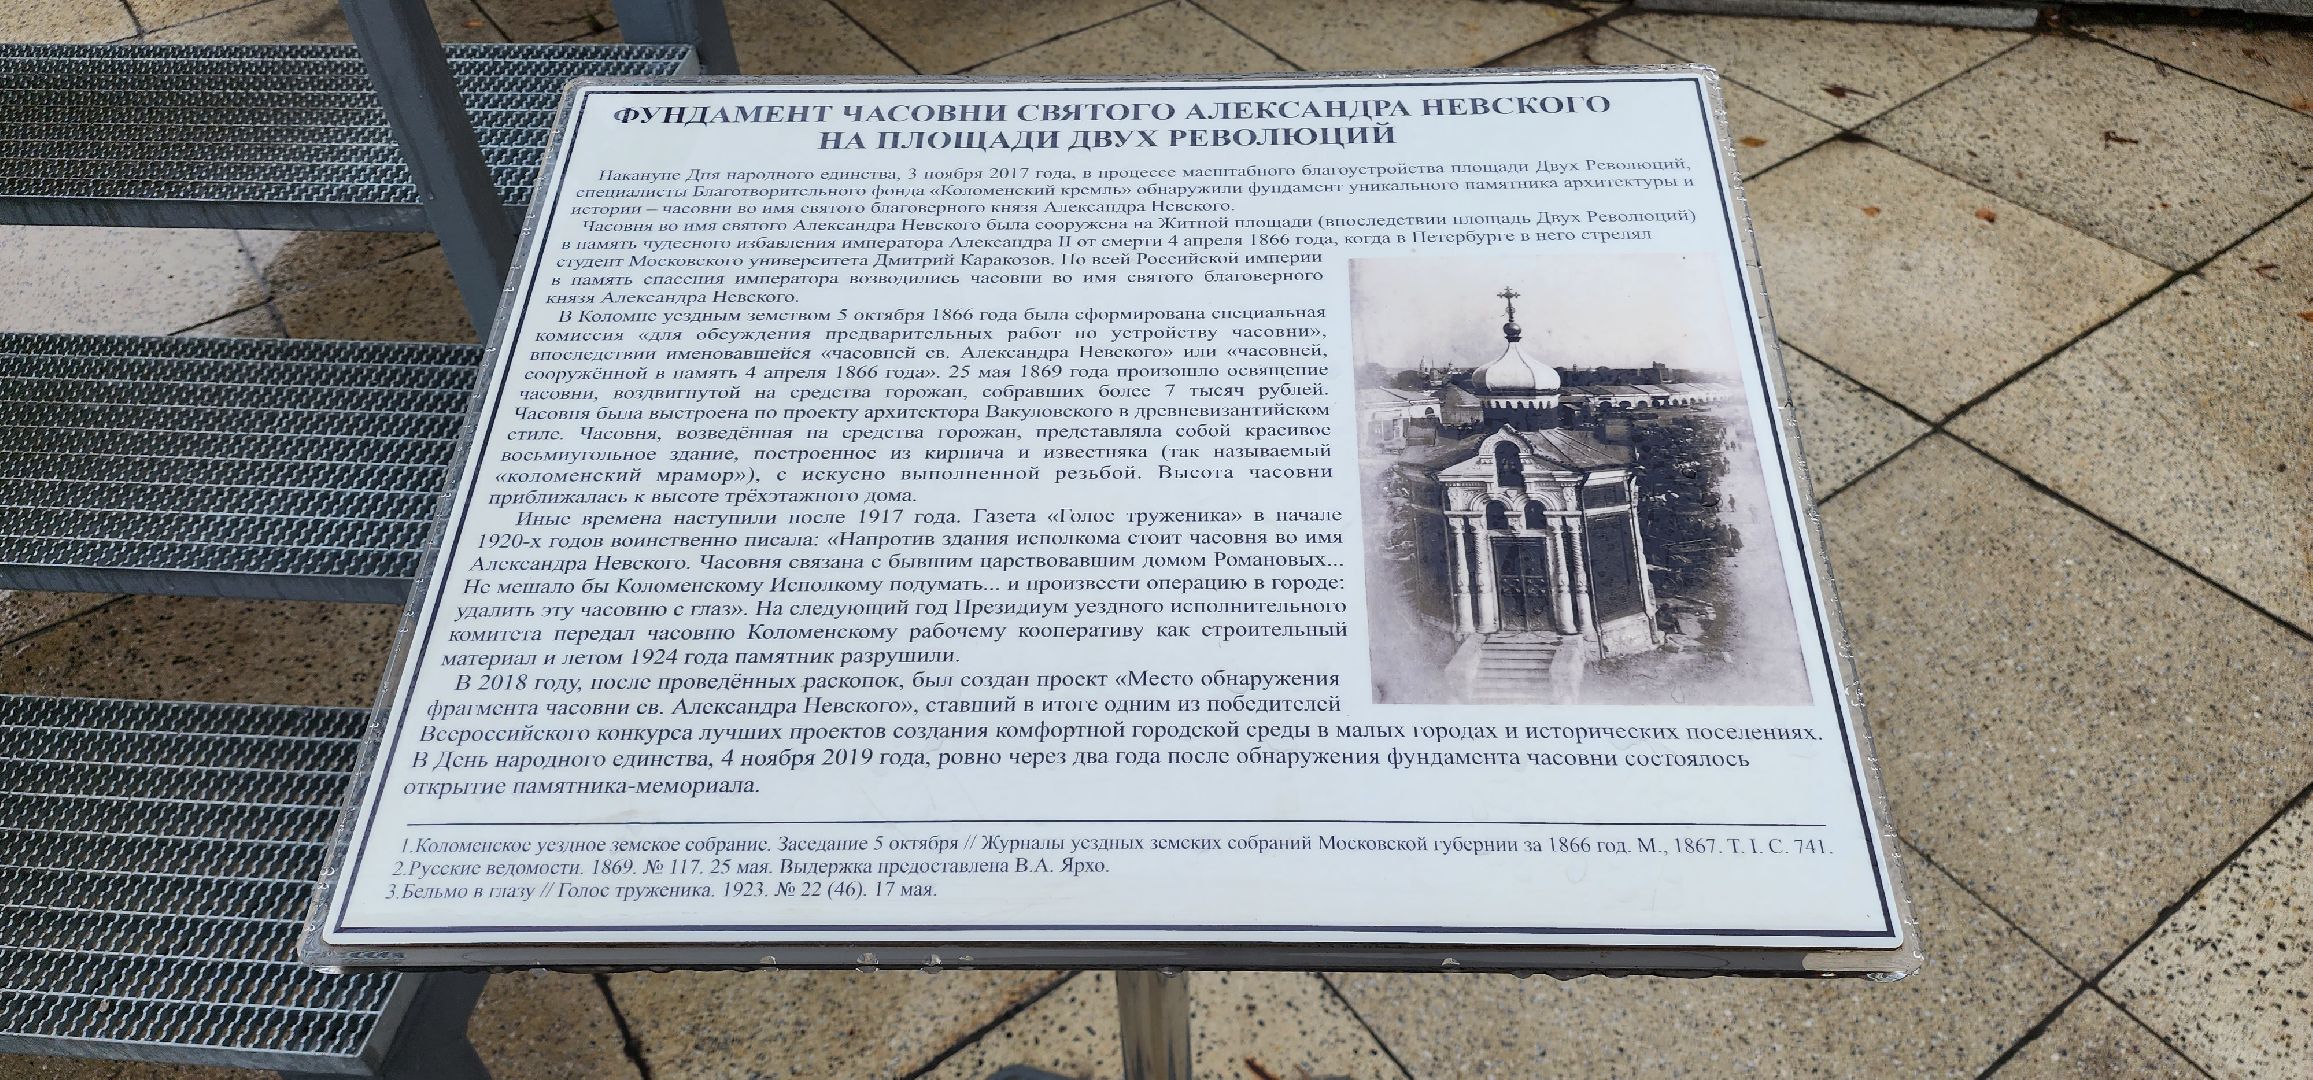 ФУНДАМЕНТ ЧАСОВНИ СВЯТОГО АЛЕКСАНДРА НЕВСКОГО
НА ПЛОЩАДИ ДВУХ РЕВОЛЮЦИЙ
Накануне Дня народного единства, 3 ноября 2017 года, в процессе масштабного благоустройства площади Двух Революций,
специалисты Благотворительного фонда «Коломенский кремль» обнаружили фундамент уникального памятника архитектуры и
истории – часовни во имя святого благоверного князя Александра Невского.
Часовня во имя святого Александра Невского была сооружена на Житной площади (впоследствии площадь Двух Революций)
в память чудесного избавления императора Александра II от смерти 4 апреля 1866 года, когда в Петербурге в него стрелял
студент Московского университета Дмитрий Каракозов. По всей Российской империи
в память спасения императора возводились часовни во имя святого благоверного
князя Александра Невского.
В Коломне уездным земством 5 октября 1866 года была сформирована специальная
комиссия «для обсуждения предварительных работ по устройству часовни»,
впоследствии именовавшейся «часовней св. Александра Невского» или «часовней,
сооружённой в память 4 апреля 1866 года». 25 мая 1869 года произошло освящение
часовни, воздвигнутой на средства горожан, собравших более 7 тысяч рублей.
Часовня была выстроена по проекту архитектора Вакуловского в древневизантийском
стиле. Часовня, возведённая на средства горожан, представляла собой красивое
восьмиугольное здание, построенное из кирпича и известняка (так называемый
«коломенский мрамор»), с искусно выполненной резьбой. Высота часовни
приближалась к высоте трёхэтажного дома.
Иные времена наступили после 1917 года. Газета «Голос труженика» в начале
1920-х годов воинственно писала: «Напротив здания исполкома стоит часовня во имя
Александра Невского. Часовня связана с бывшим царствовавшим домом Романовых...
Не мешало бы Коломенскому Исполкому подумать... и произвести операцию в городе:
удалить эту часовню с глаз». На следующий год Президиум уездного исполнительного
комитета передал часовню Коломенскому рабочему кооперативу как строительный
материал и летом 1924 года памятник разрушили.
В 2018 году, после проведённых раскопок, был создан проект «Место обнаружения
фрагмента часовни св. Александра Невского», ставший в итоге одним из победителей
Всероссийского конкурса лучших проектов создания комфортной городской среды в малых городах и исторических поселениях.
В День народного единства, 4 ноября 2019 года, ровно через два года после обнаружения фундамента часовни состоялось
открытие памятника-мемориала.
1.Коломенское уездное земское собрание. Заседание 5 октября // Журналы уездных земских собраний Московской губернии за 1866 год. М., 1867. Т. I. С. 741.
2.Русские ведомости. 1869. № 117. 25 мая. Выдержка предоставлена В.А. Ярхо.
3.Бельмо в глазу // Голос труженика. 1923. № 22 (46). 17 мая.